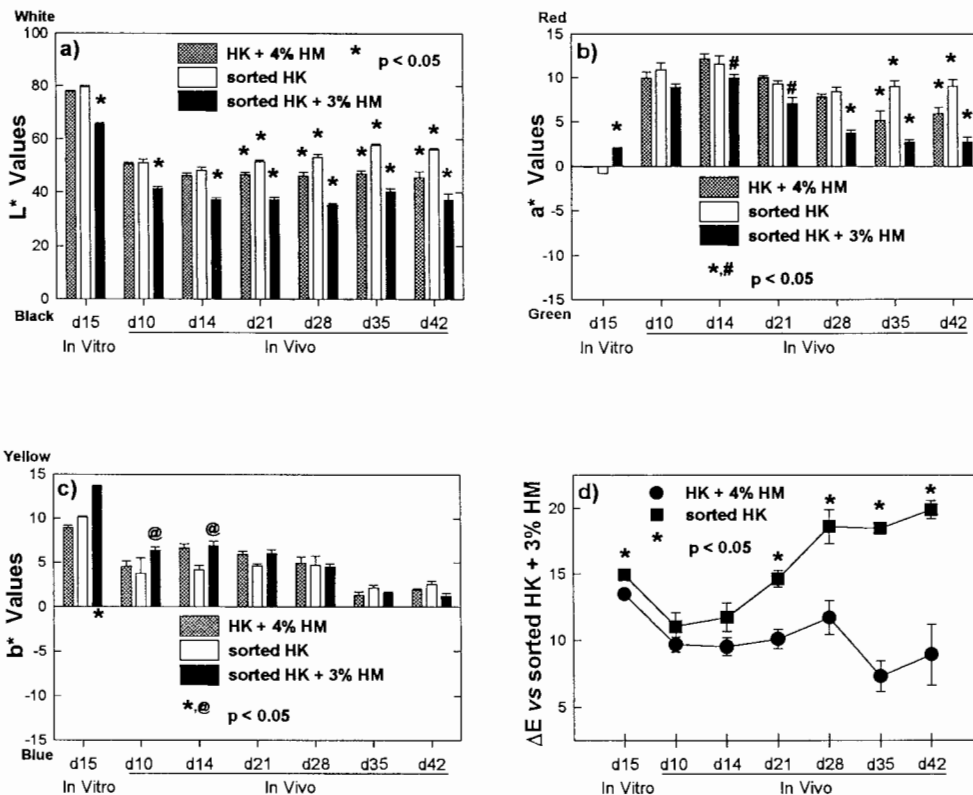 White
100
80
60
40
20
0
Black
L* Values
a)
HK + 4% HM
sorted HK
sorted HK + 3% HM
* p < 0.05
* * * * * * * * * * * * * * *
d15 d10 d14 d21 d28 d35 d42
In Vitro In Vivo
Red
15
10
5
0
-5
-10
-15
Green
a* Values
b)
* # # * * * * * * *
HK + 4% HM
sorted HK
sorted HK + 3% HM
*,# p < 0.05
d15 d10 d14 d21 d28 d35 d42
In Vitro In Vivo
Yellow
15
10
5
0
-5
-10
-15
Blue
b* Values
c)
@ @
*
HK + 4% HM
sorted HK
sorted HK + 3% HM
*,@ p < 0.05
d15 d10 d14 d21 d28 d35 d42
In Vitro In Vivo
20
15
10
5
ΔE vs sorted HK + 3% HM
d)
HK + 4% HM
sorted HK
* p < 0.05
* * * * *
d15 d10 d14 d21 d28 d35 d42
In Vitro In Vivo